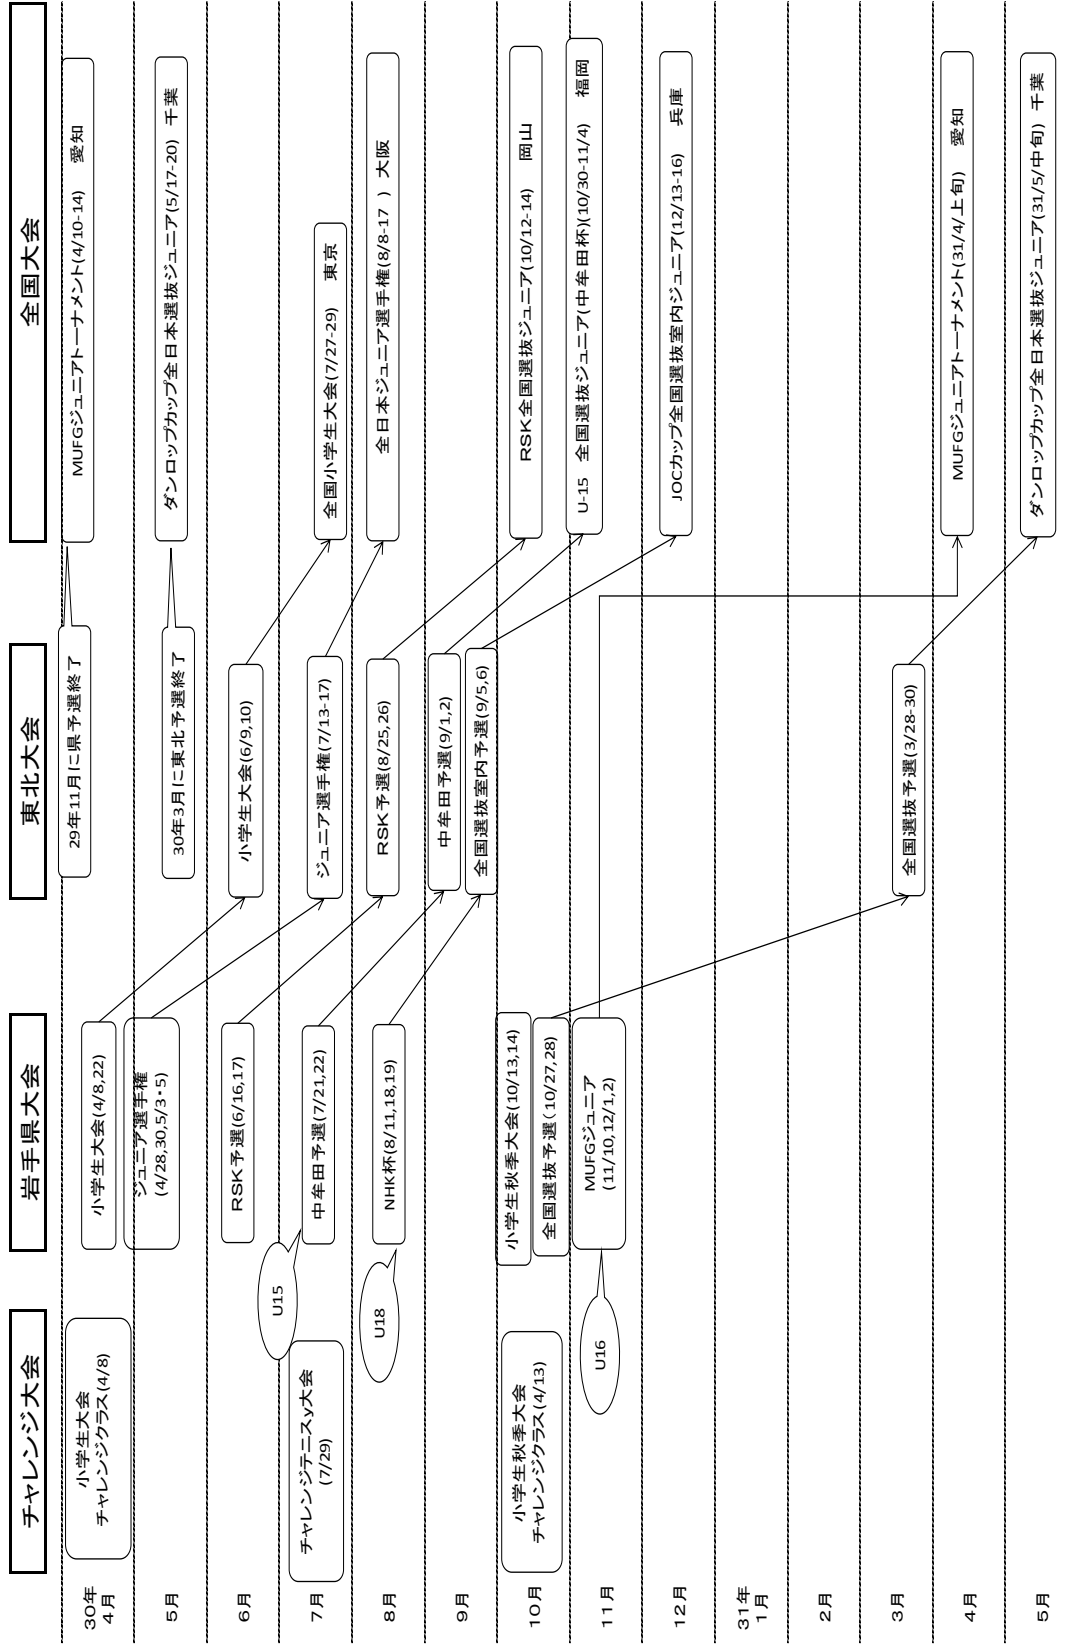 チャレンジ大会
岩手県大会
東北大会
全国大会
30年
4月
小学生大会
チャレンジクラス(4/8)
小学生大会(4/8,22)
29年11月に県予選終了
MUFGジュニアトーナメント(4/10-14) 愛知
5月
ジュニア選手権
(4/28,30,5/3・5)
30年3月に東北予選終了
ダンロップカップ全日本選抜ジュニア(5/17-20) 千葉
6月
RSK予選(6/16,17)
小学生大会(6/9,10)
7月
チャレンジテニスy大会
(7/29)
U15
中牟田予選(7/21,22)
ジュニア選手権(7/13-17)
全国小学生大会(7/27-29) 東京
8月
U18
NHK杯(8/11,18,19)
RSK予選(8/25,26)
全日本ジュニア選手権(8/8-17 ) 大阪
9月
中牟田予選(9/1,2)
全国選抜室内予選(9/5,6)
10月
小学生秋季大会
チャレンジクラス(4/13)
小学生秋季大会(10/13,14)
全国選抜予選(10/27,28)
RSK全国選抜ジュニア(10/12-14) 岡山
11月
U16
MUFGジュニア
(11/10,12/1,2)
U-15 全国選抜ジュニア(中牟田杯)(10/30-11/4) 福岡
12月
JOCカップ全国選抜室内ジュニア(12/13-16) 兵庫
31年
1月
2月
3月
全国選抜予選(3/28-30)
4月
MUFGジュニアトーナメント(31/4/上旬) 愛知
5月
ダンロップカップ全日本選抜ジュニア(31/5/中旬) 千葉